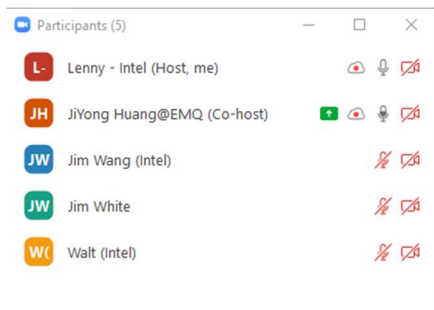 Participants (5)
L- Lenny - Intel (Host, me)
JH JiYong Huang@EMQ (Co-host)
JW Jim Wang (Intel)
JW Jim White
W( Walt (Intel)